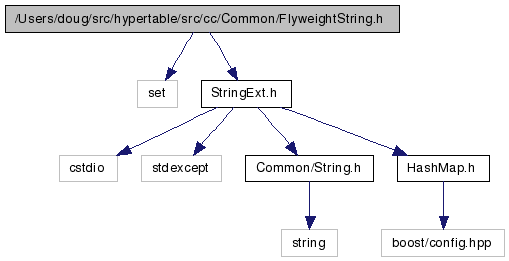 /Users/doug/src/hypertable/src/cc/Common/FlyweightString.h
set
StringExt.h
cstdio
stdexcept
Common/String.h
HashMap.h
string
boost/config.hpp